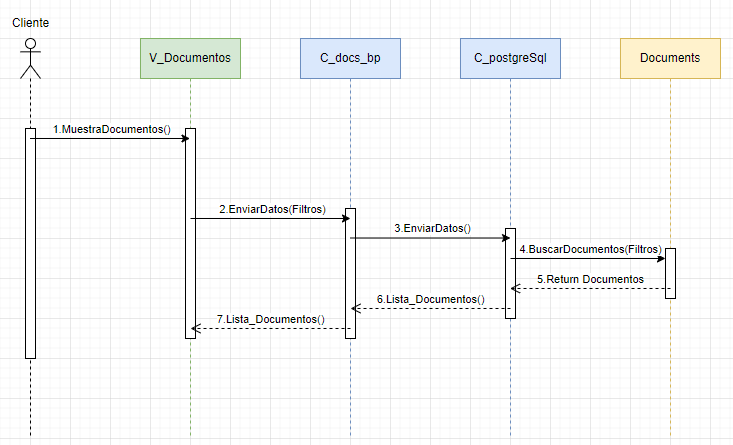 Cliente
V_Documentos
C_docs_bp
C_postgreSql
Documents
1.MuestraDocumentos()
2.EnviarDatos(Filtros)
3.EnviarDatos()
4.BuscarDocumentos(Filtros)
5.Return Documentos
6.Lista_Documentos()
7.Lista_Documentos()